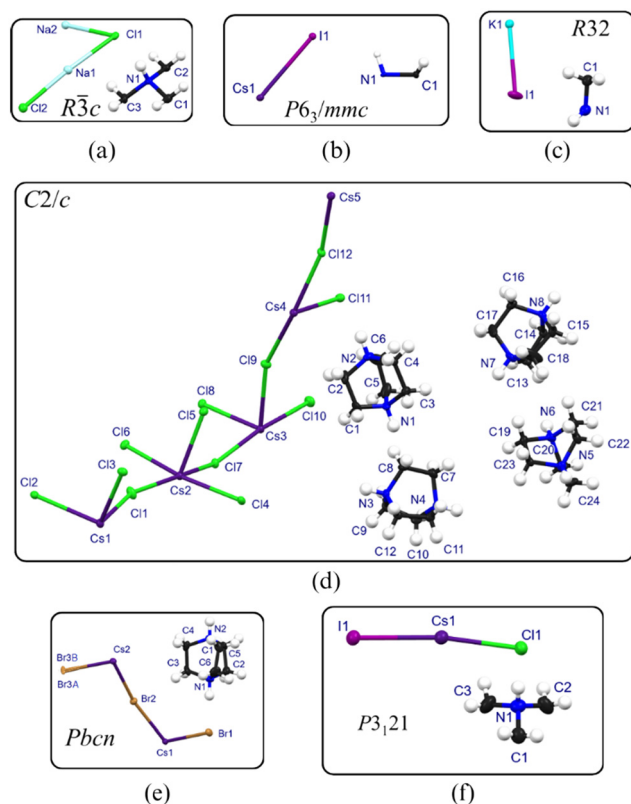 Na2
Cl1
Na1
N1
C2
Cl2
R3̅c
C3
C1
(a)
I1
Cs1
N1
C1
P6₃/mmc
(b)
R32
K1
C1
I1
N1
(c)
C2/c
Cs5
Cl12
Cl11
Cs4
Cl9
Cl8
Cl5
Cl10
Cs3
Cl6
Cl7
Cl3
Cs2
Cl2
Cl1
Cl4
Cs1
C6
N2
C4
C2
C5
C3
C1
N1
C8
C7
N3
N4
C9
C12
C10
C11
C16
N8
C17
C14
C15
N7
C18
C13
N6
C21
C19
C20
N5
C22
C23
C24
(d)
Br3B
Br3A
Cs2
Br2
Cs1
Br1
C4
N2
C1
C5
C3
C6
C2
N1
Pbcn
(e)
I1
Cs1
Cl1
C3
C2
N1
C1
P3₁21
(f)